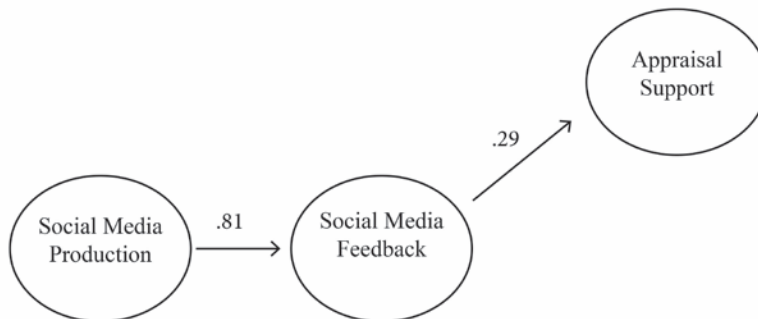 Appraisal
Support
.29
Social Media
Production
.81
Social Media
Feedback